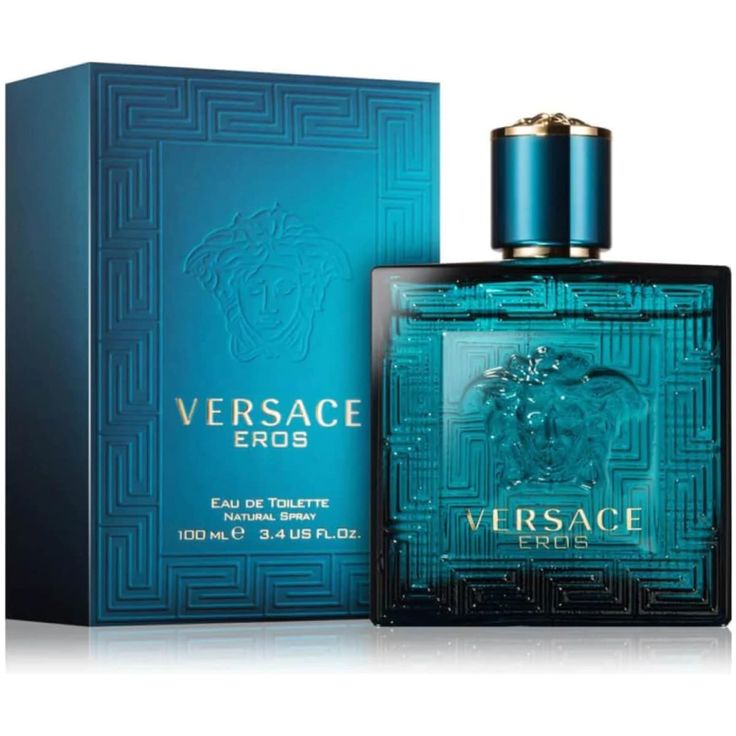 VERSACE
EROS
EAU DE TOILETTE
NATURAL SPRAY
100 ML ℮ 3.4 US FL.OZ.
VERSACE
EROS